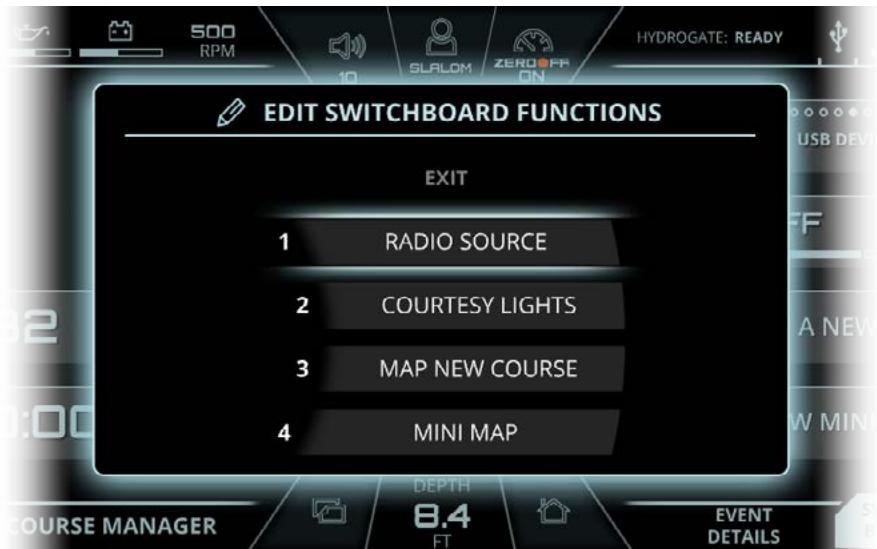 500
RPM
HYDROGATE: READY
10
SLALOM
ZEROOFF
ON
EDIT SWITCHBOARD FUNCTIONS
USB
EXIT
1 RADIO SOURCE
2 COURTESY LIGHTS
3 MAP NEW COURSE
A NEW
4 MINI MAP
DEPTH
8.4
FT
COURSE MANAGER
EVENT
DETAILS